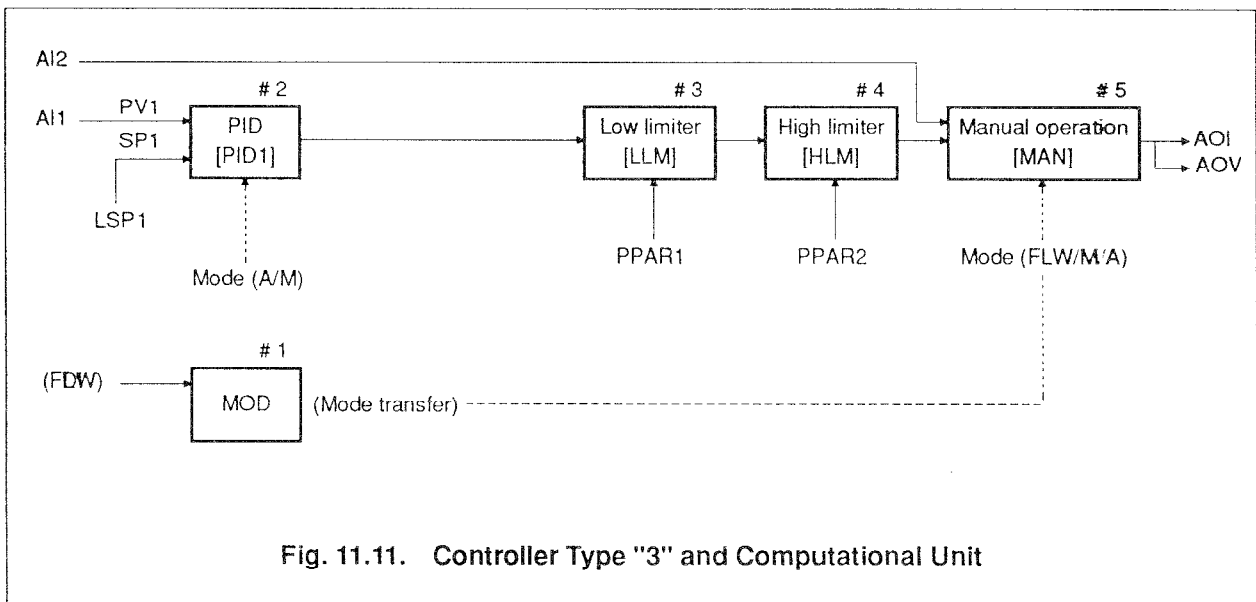 AI2
# 2
# 3
# 4
# 5
AI1
PV1
SP1
PID
[PID1]
Low limiter
[LLM]
High limiter
[HLM]
Manual operation
[MAN]
AOI
AOV
LSP1
Mode (A/M)
PPAR1
PPAR2
Mode (FLW/M/A)
# 1
(FDW)
MOD
(Mode transfer)
Fig. 11.11. Controller Type "3" and Computational Unit